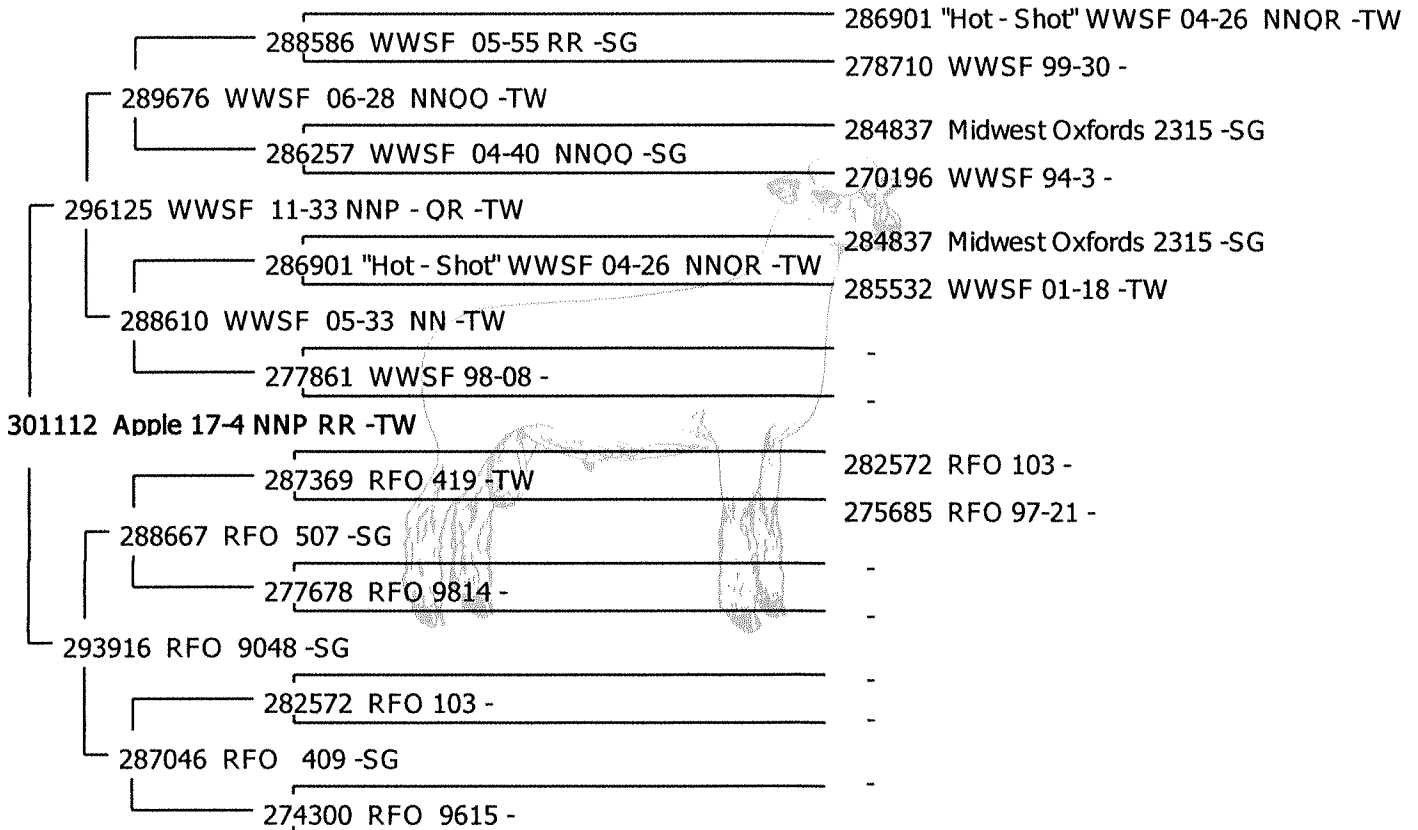 286901 "Hot - Shot" WWSF 04-26 NNQR -TW
288586 WWSF 05-55 RR -SG
278710 WWSF 99-30 -
289676 WWSF 06-28 NNQQ -TW
284837 Midwest Oxfords 2315 -SG
286257 WWSF 04-40 NNQQ -SG
270196 WWSF 94-3 -
296125 WWSF 11-33 NNP - QR -TW
284837 Midwest Oxfords 2315 -SG
286901 "Hot - Shot" WWSF 04-26 NNQR -TW
285532 WWSF 01-18 -TW
288610 WWSF 05-33 NN -TW
-
277861 WWSF 98-08 -
-
301112 Apple 17-4 NNP RR -TW
282572 RFO 103 -
287369 RFO 419 -TW
275685 RFO 97-21 -
288667 RFO 507 -SG
-
277678 RFO 9814 -
-
293916 RFO 9048 -SG
-
282572 RFO 103 -
-
287046 RFO 409 -SG
-
274300 RFO 9615 -